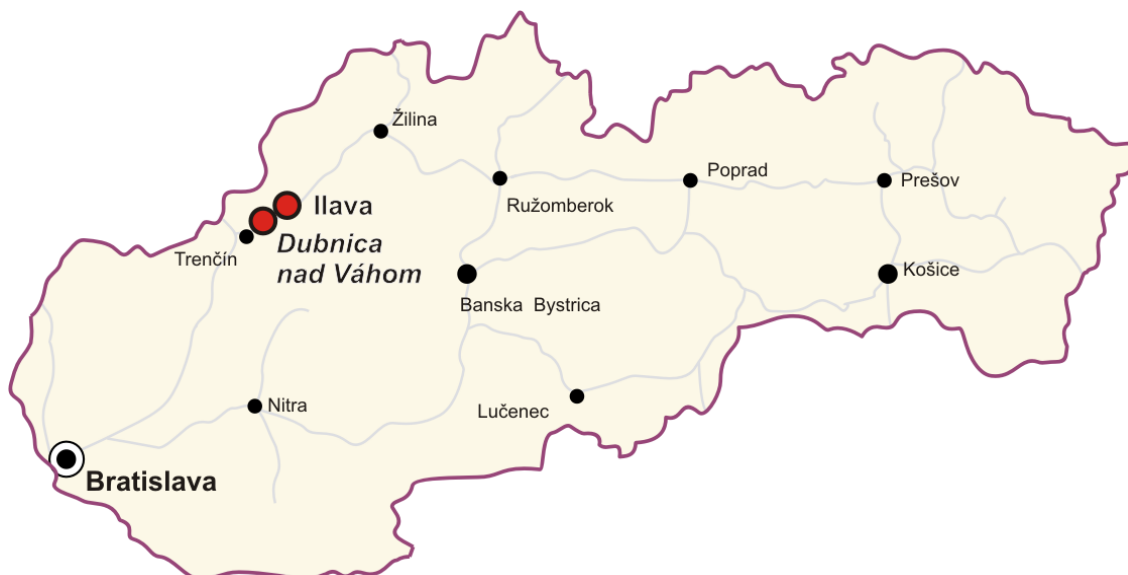 Žilina
Poprad
Prešov
Ilava
Ružomberok
Dubnica
nad Váhom
Trenčín
Košice
Banska Bystrica
Nitra
Lučenec
Bratislava